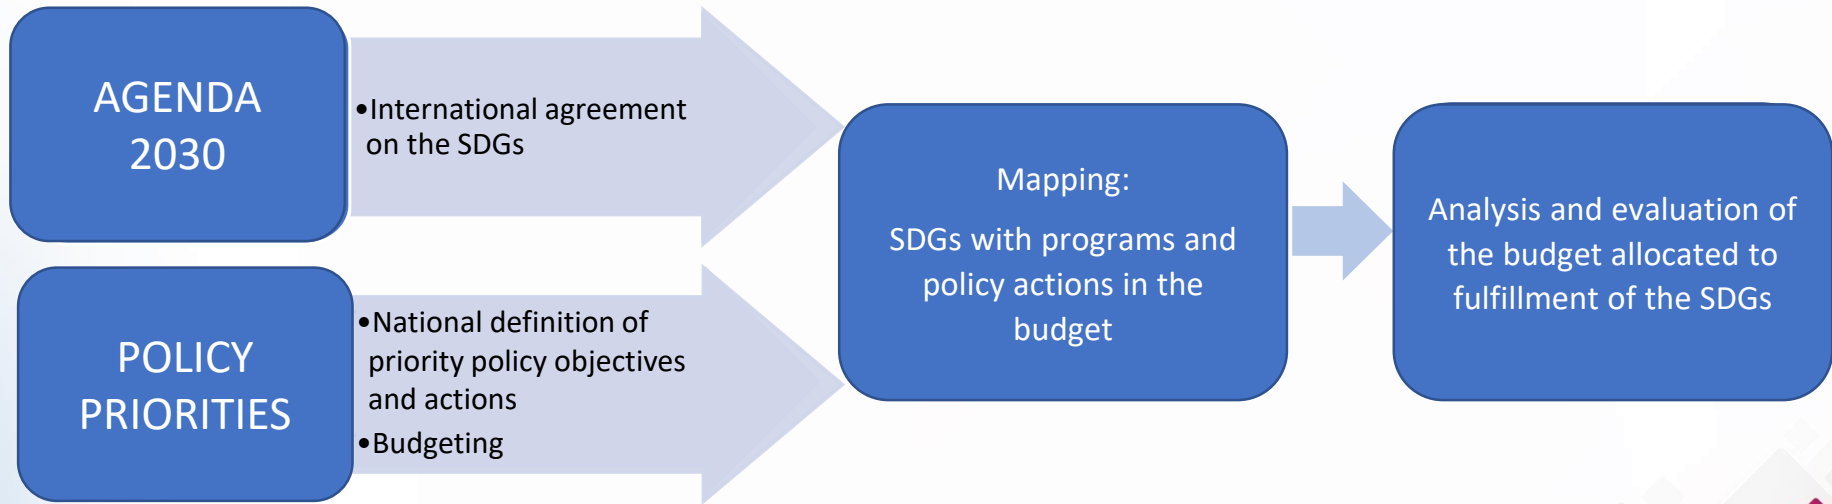 AGENDA
2030
•International agreement
on the SDGs
POLICY
PRIORITIES
•National definition of
priority policy objectives
and actions
•Budgeting
Mapping:
SDGs with programs and
policy actions in the
budget
Analysis and evaluation of
the budget allocated to
fulfillment of the SDGs